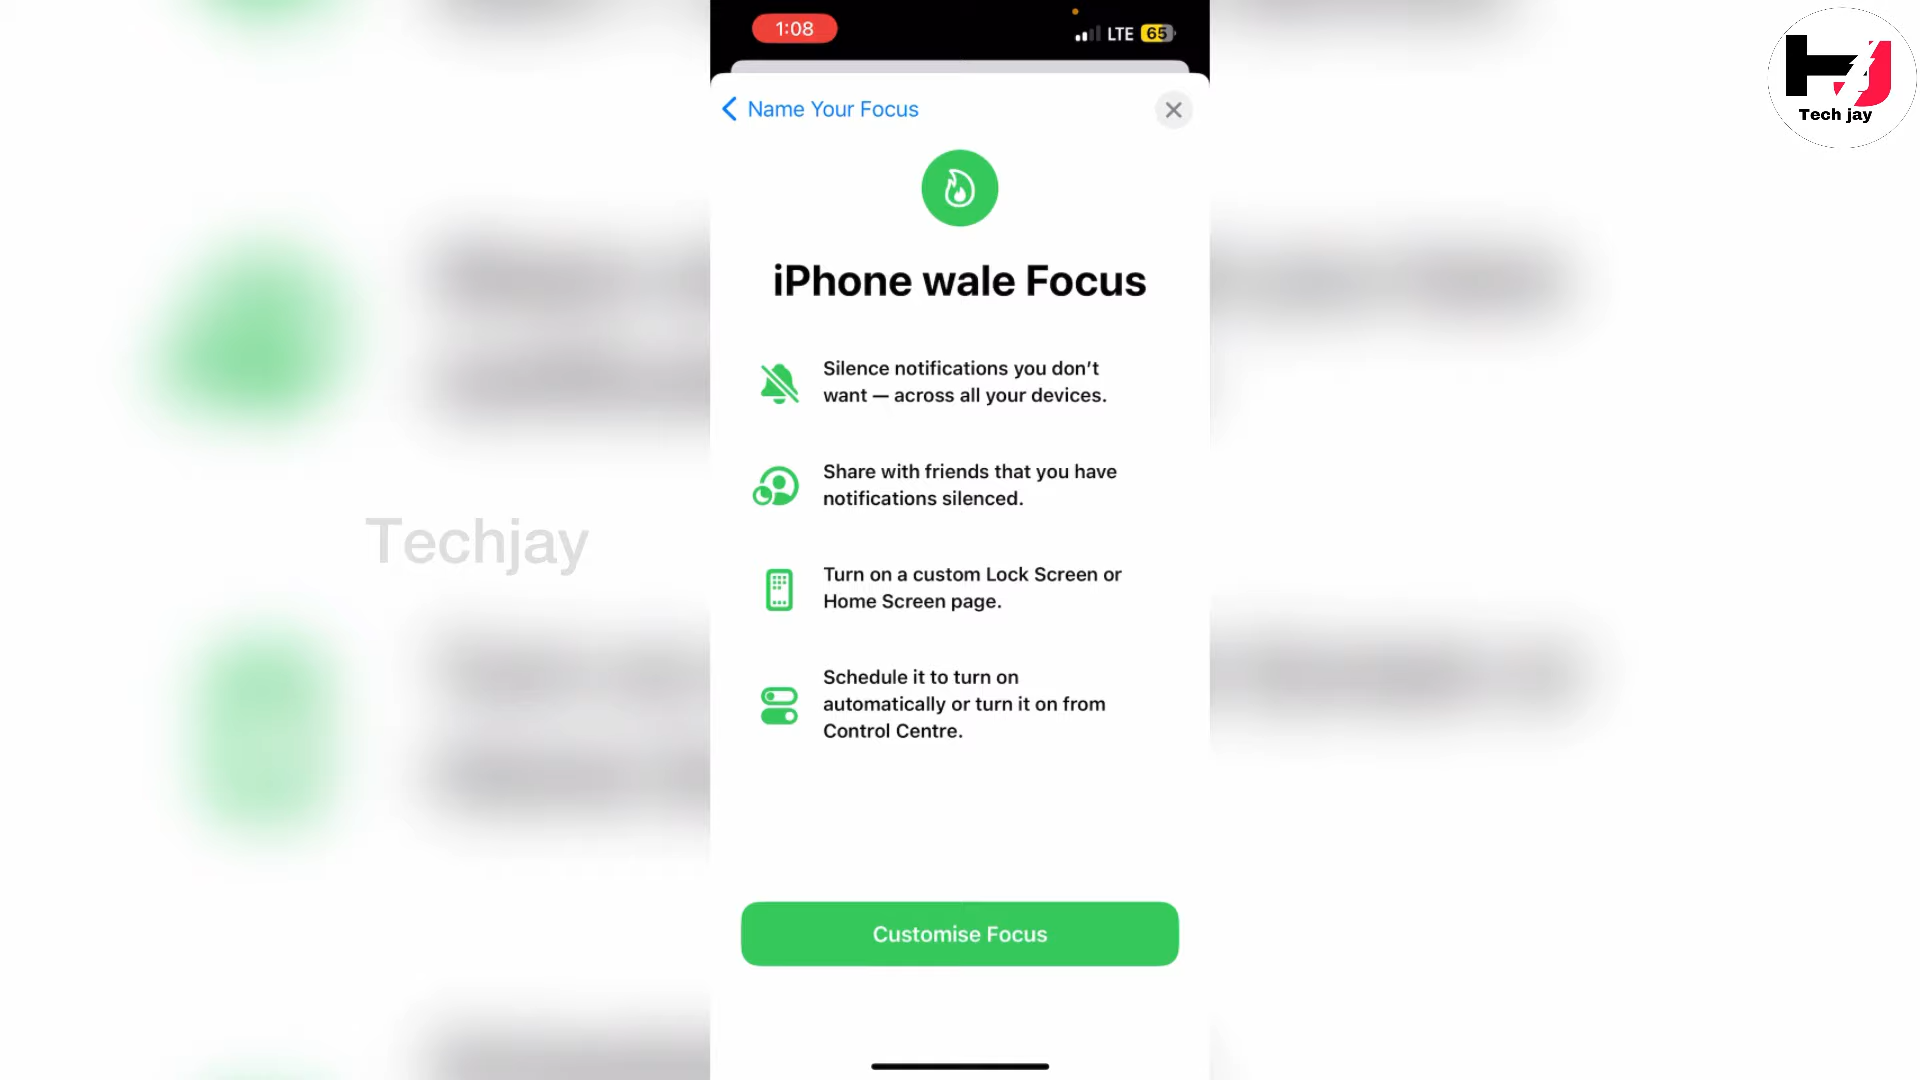 1:08
LTE 65
Name Your Focus
Tech jay
iPhone wale Focus
Silence notifications you don’t
want — across all your devices.
Share with friends that you have
notifications silenced.
Techjay
Turn on a custom Lock Screen or
Home Screen page.
Schedule it to turn on
automatically or turn it on from
Control Centre.
Customise Focus